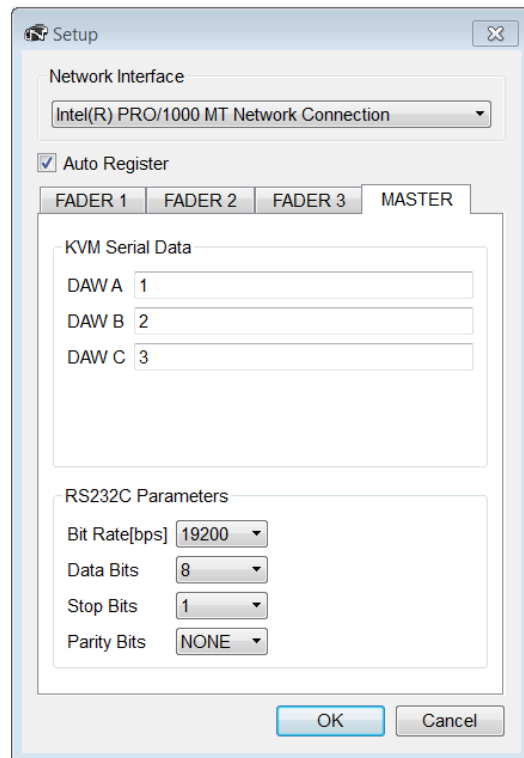 Setup
Network Interface
Intel(R) PRO/1000 MT Network Connection
Auto Register
FADER 1 FADER 2 FADER 3 MASTER
KVM Serial Data
DAW A 1
DAW B 2
DAW C 3
RS232C Parameters
Bit Rate[bps] 19200
Data Bits 8
Stop Bits 1
Parity Bits NONE
OK Cancel